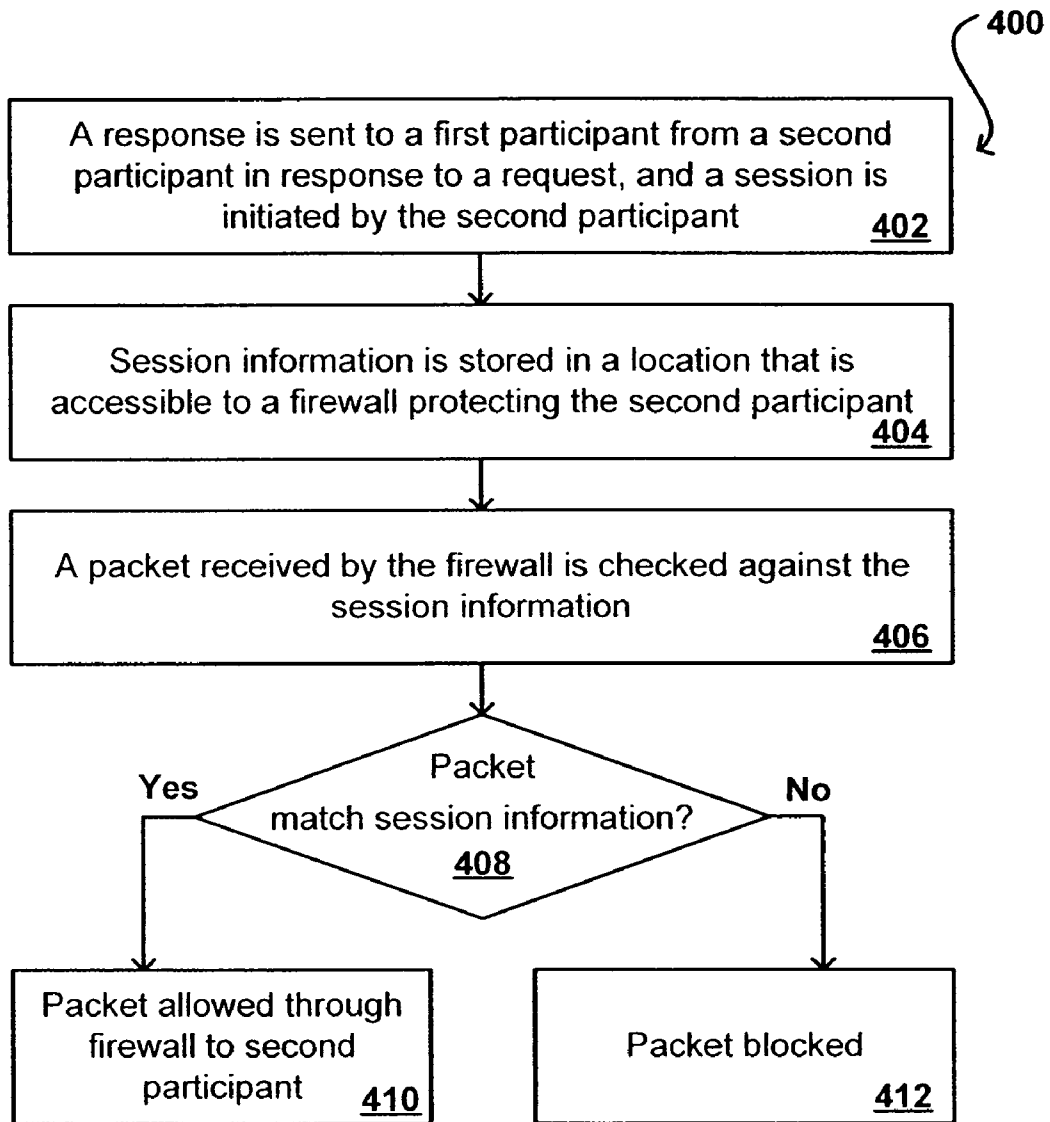 400
A response is sent to a first participant from a second
participant in response to a request, and a session is
initiated by the second participant
402
Session information is stored in a location that is
accessible to a firewall protecting the second participant
404
A packet received by the firewall is checked against the
session information
406
Packet
match session information?
408
Yes
No
Packet allowed through
firewall to second
participant
410
Packet blocked
412